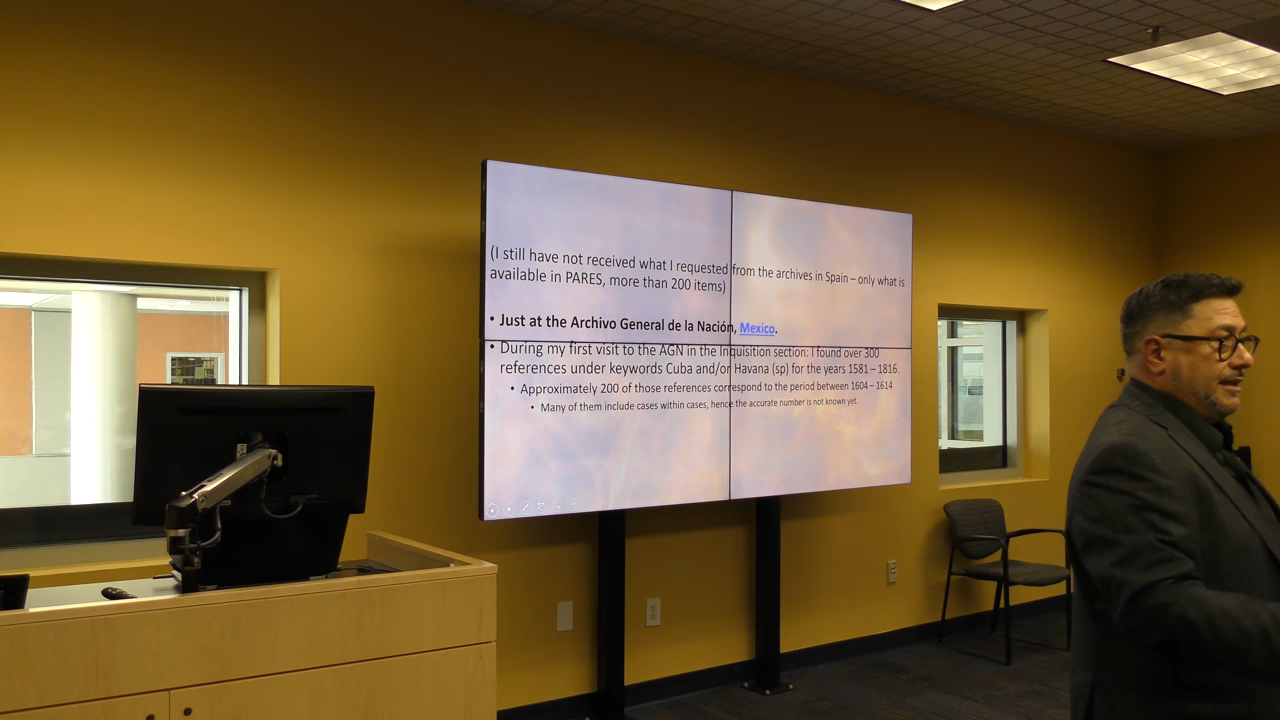 (I still have not received what I requested from the archives in Spain – only what is
available in PARES, more than 200 items)
• Just at the Archivo General de la Nación, Mexico.
• During my first visit to the AGN in the Inquisition section: I found over 300
references under keywords Cuba and/or Havana (sp) for the years 1581 – 1816.
• Approximately 200 of those references correspond to the period between 1604 – 1614
• Many of them include cases within cases, hence the accurate number is not known yet.